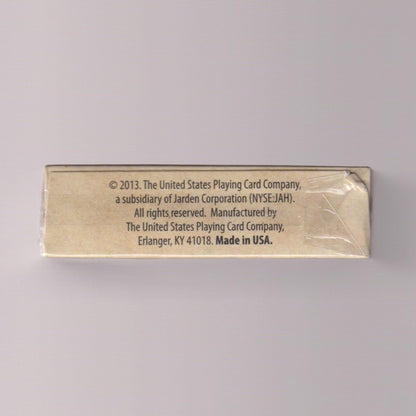 © 2013. The United States Playing Card Company,
a subsidiary of Jarden Corporation (NYSE:JAH).
All rights reserved. Manufactured by
The United States Playing Card Company,
Erlanger, KY 41018. Made in USA.